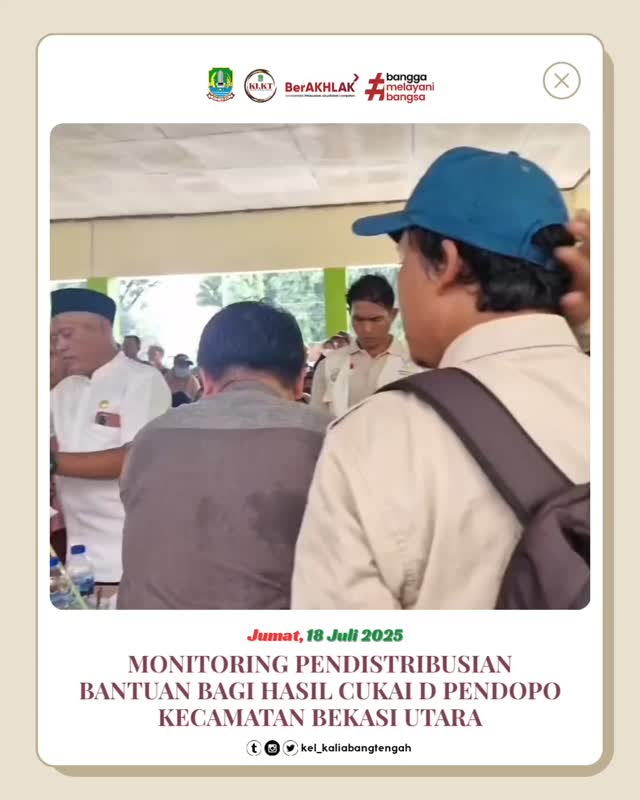 KLKT
BerAKHLAK
#bangga
melayani
bangsa
Jumat, 18 Juli 2025
MONITORING PENDISTRIBUSIAN
BANTUAN BAGI HASIL CUKAI D PENDOPO
KECAMATAN BEKASI UTARA
kel_kaliabangtengah